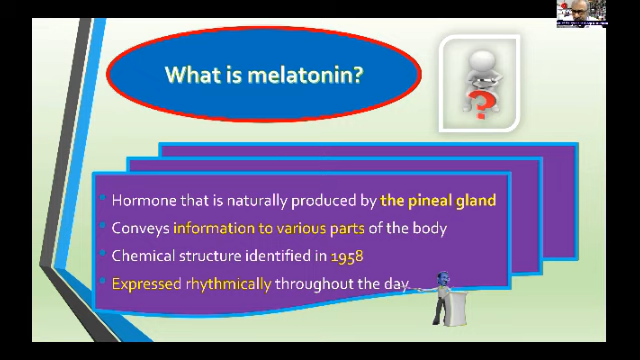 What is melatonin?
Hormone that is naturally produced by the pineal gland
Conveys information to various parts of the body
Chemical structure identified in 1958
Expressed rhythmically throughout the day